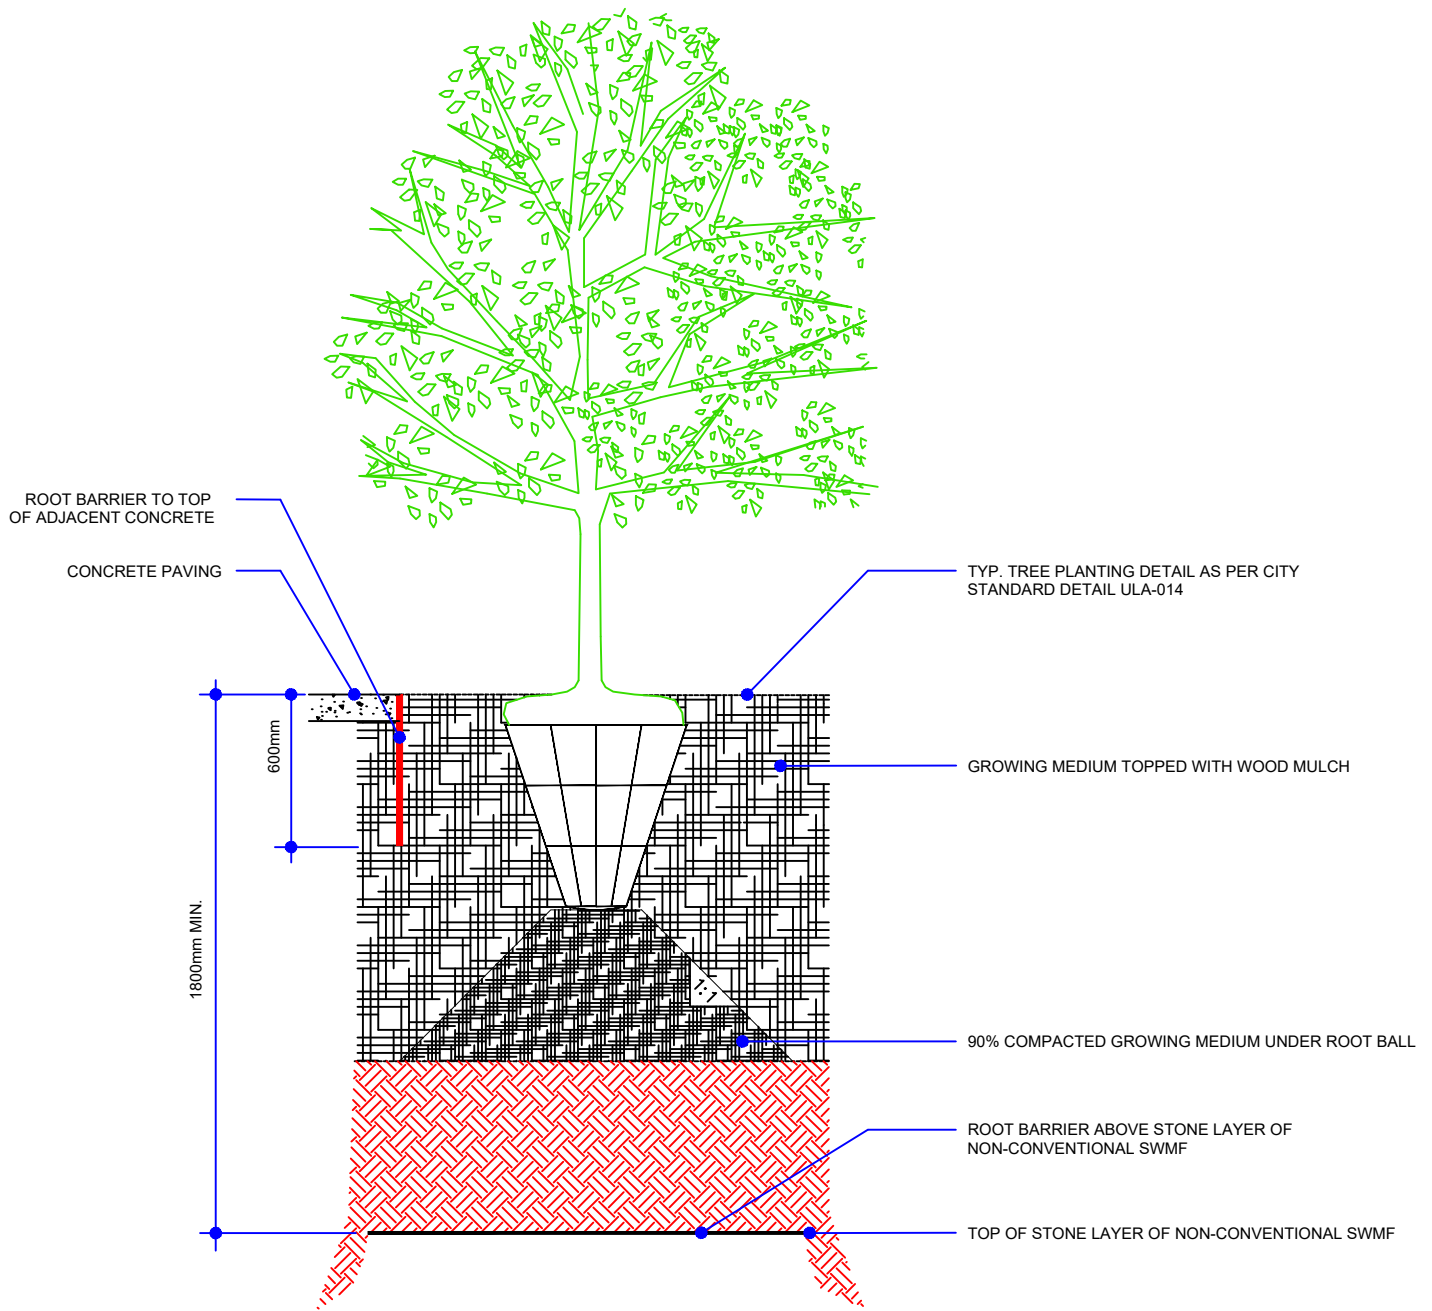 ROOT BARRIER TO TOP
OF ADJACENT CONCRETE
CONCRETE PAVING
TYP. TREE PLANTING DETAIL AS PER CITY
STANDARD DETAIL ULA-014
600mm
GROWING MEDIUM TOPPED WITH WOOD MULCH
1800mm MIN.
1:1
90% COMPACTED GROWING MEDIUM UNDER ROOT BALL
ROOT BARRIER ABOVE STONE LAYER OF
NON-CONVENTIONAL SWMF
TOP OF STONE LAYER OF NON-CONVENTIONAL SWMF